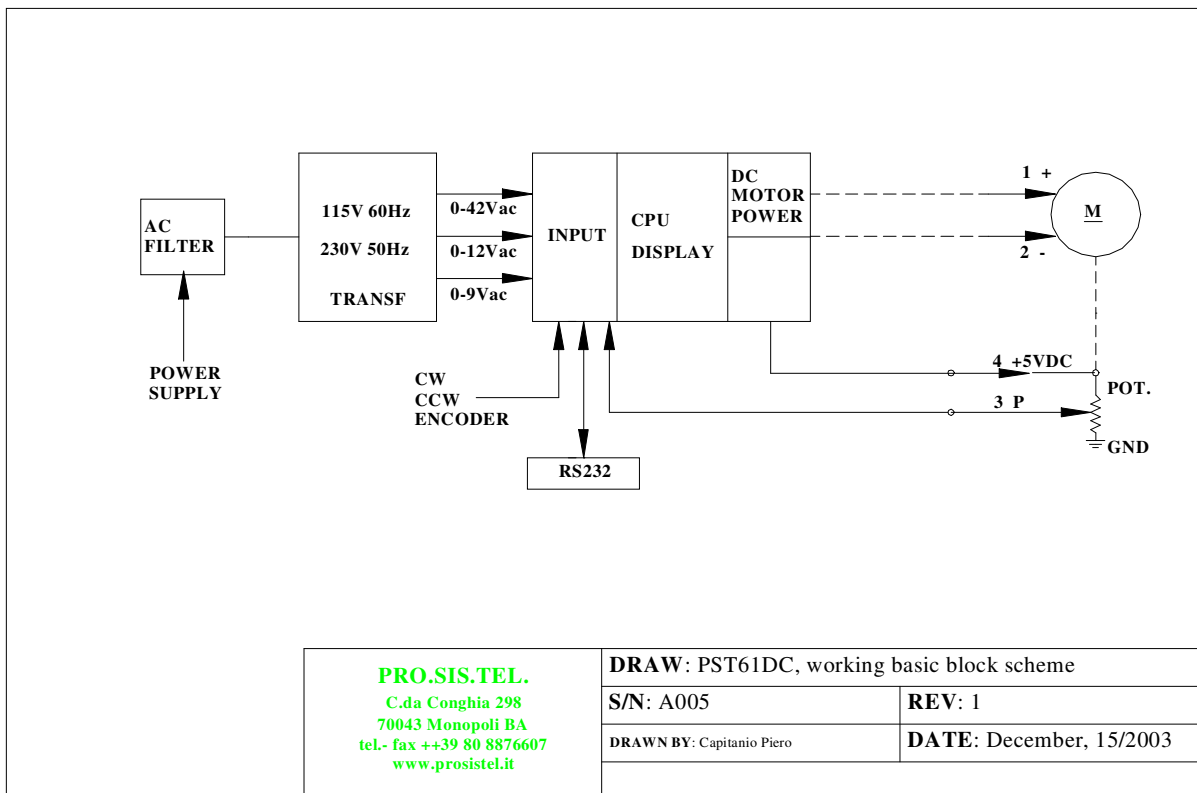 AC
FILTER
POWER
SUPPLY
115V 60Hz
230V 50Hz
TRANSF
0-42Vac
0-12Vac
0-9Vac
INPUT
CPU
DISPLAY
DC
MOTOR
POWER
1 +
M
2 -
4 +5VDC
POT.
3 P
GND
CW
CCW
ENCODER
RS232
PRO.SIS.TEL.
C.da Conghia 298
70043 Monopoli BA
tel.- fax ++39 80 8876607
www.prosistel.it
DRAW: PST61DC, working basic block scheme
S/N: A005
REV: 1
DRAWN BY: Capitanio Piero
DATE: December, 15/2003